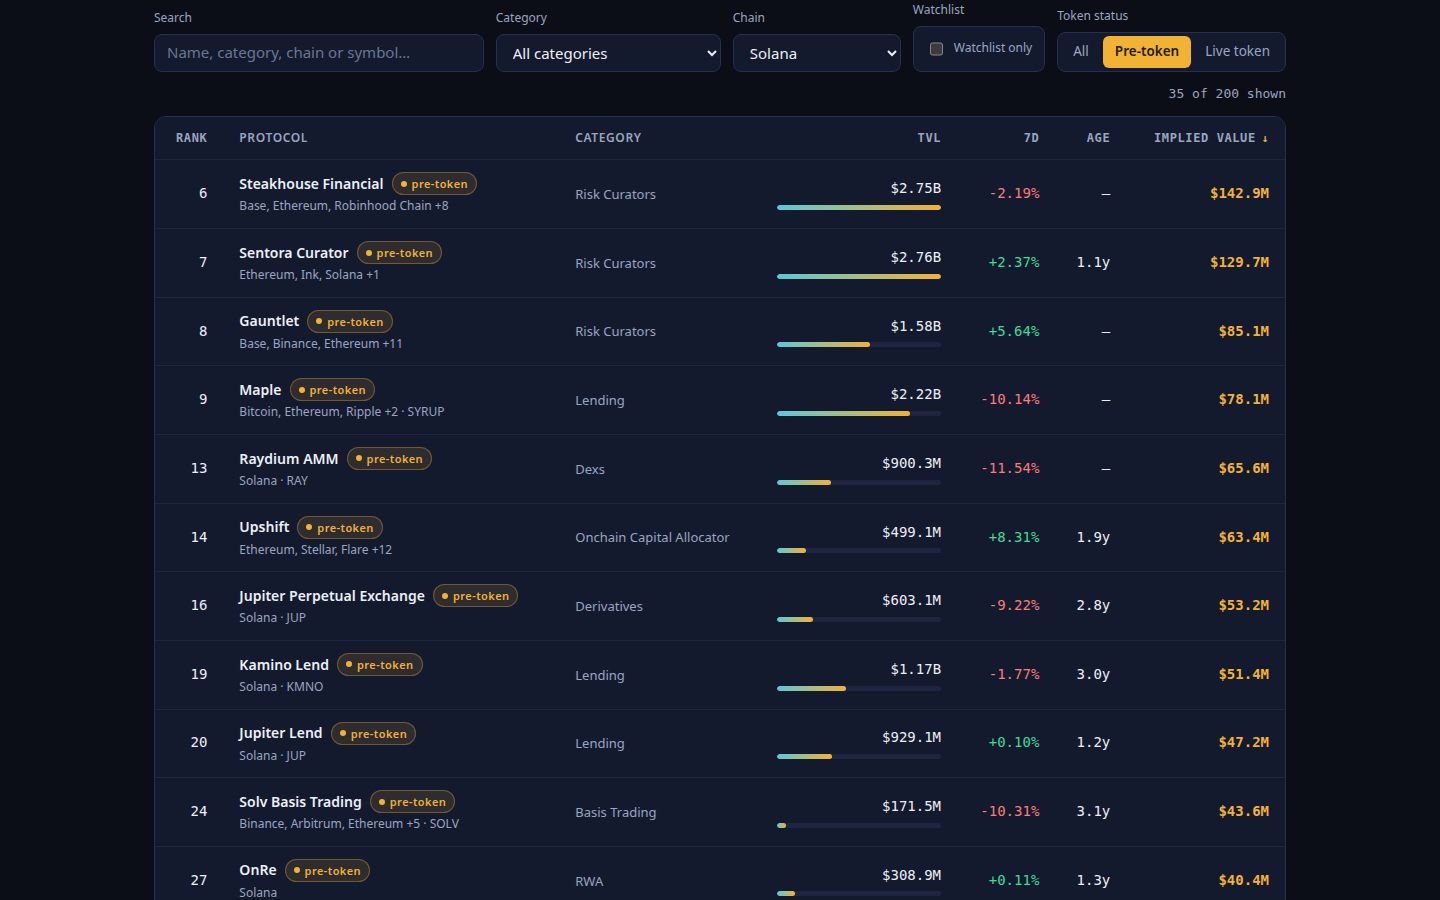 Search
Category
Chain
Watchlist
Token status
Name, category, chain or symbol...
All categories
Solana
Watchlist only
All
Pre-token
Live token
35 of 200 shown
RANK PROTOCOL CATEGORY TVL 7D AGE IMPLIED VALUE ↓
6 Steakhouse Financial pre-token Risk Curators $2.75B -2.19% — $142.9M
Base, Ethereum, Robinhood Chain +8
7 Sentora Curator pre-token Risk Curators $2.76B +2.37% 1.1y $129.7M
Ethereum, Ink, Solana +1
8 Gauntlet pre-token Risk Curators $1.58B +5.64% — $85.1M
Base, Binance, Ethereum +11
9 Maple pre-token Lending $2.22B -10.14% — $78.1M
Bitcoin, Ethereum, Ripple +2 · SYRUP
13 Raydium AMM pre-token Dexs $900.3M -11.54% — $65.6M
Solana · RAY
14 Upshift pre-token Onchain Capital Allocator $499.1M +8.31% 1.9y $63.4M
Ethereum, Stellar, Flare +12
16 Jupiter Perpetual Exchange pre-token Derivatives $603.1M -9.22% 2.8y $53.2M
Solana · JUP
19 Kamino Lend pre-token Lending $1.17B -1.77% 3.0y $51.4M
Solana · KMNO
20 Jupiter Lend pre-token Lending $929.1M +0.10% 1.2y $47.2M
Solana · JUP
24 Solv Basis Trading pre-token Basis Trading $171.5M -10.31% 3.1y $43.6M
Binance, Arbitrum, Ethereum +5 · SOLV
27 OnRe pre-token RWA $308.9M +0.11% 1.3y $40.4M
Solana